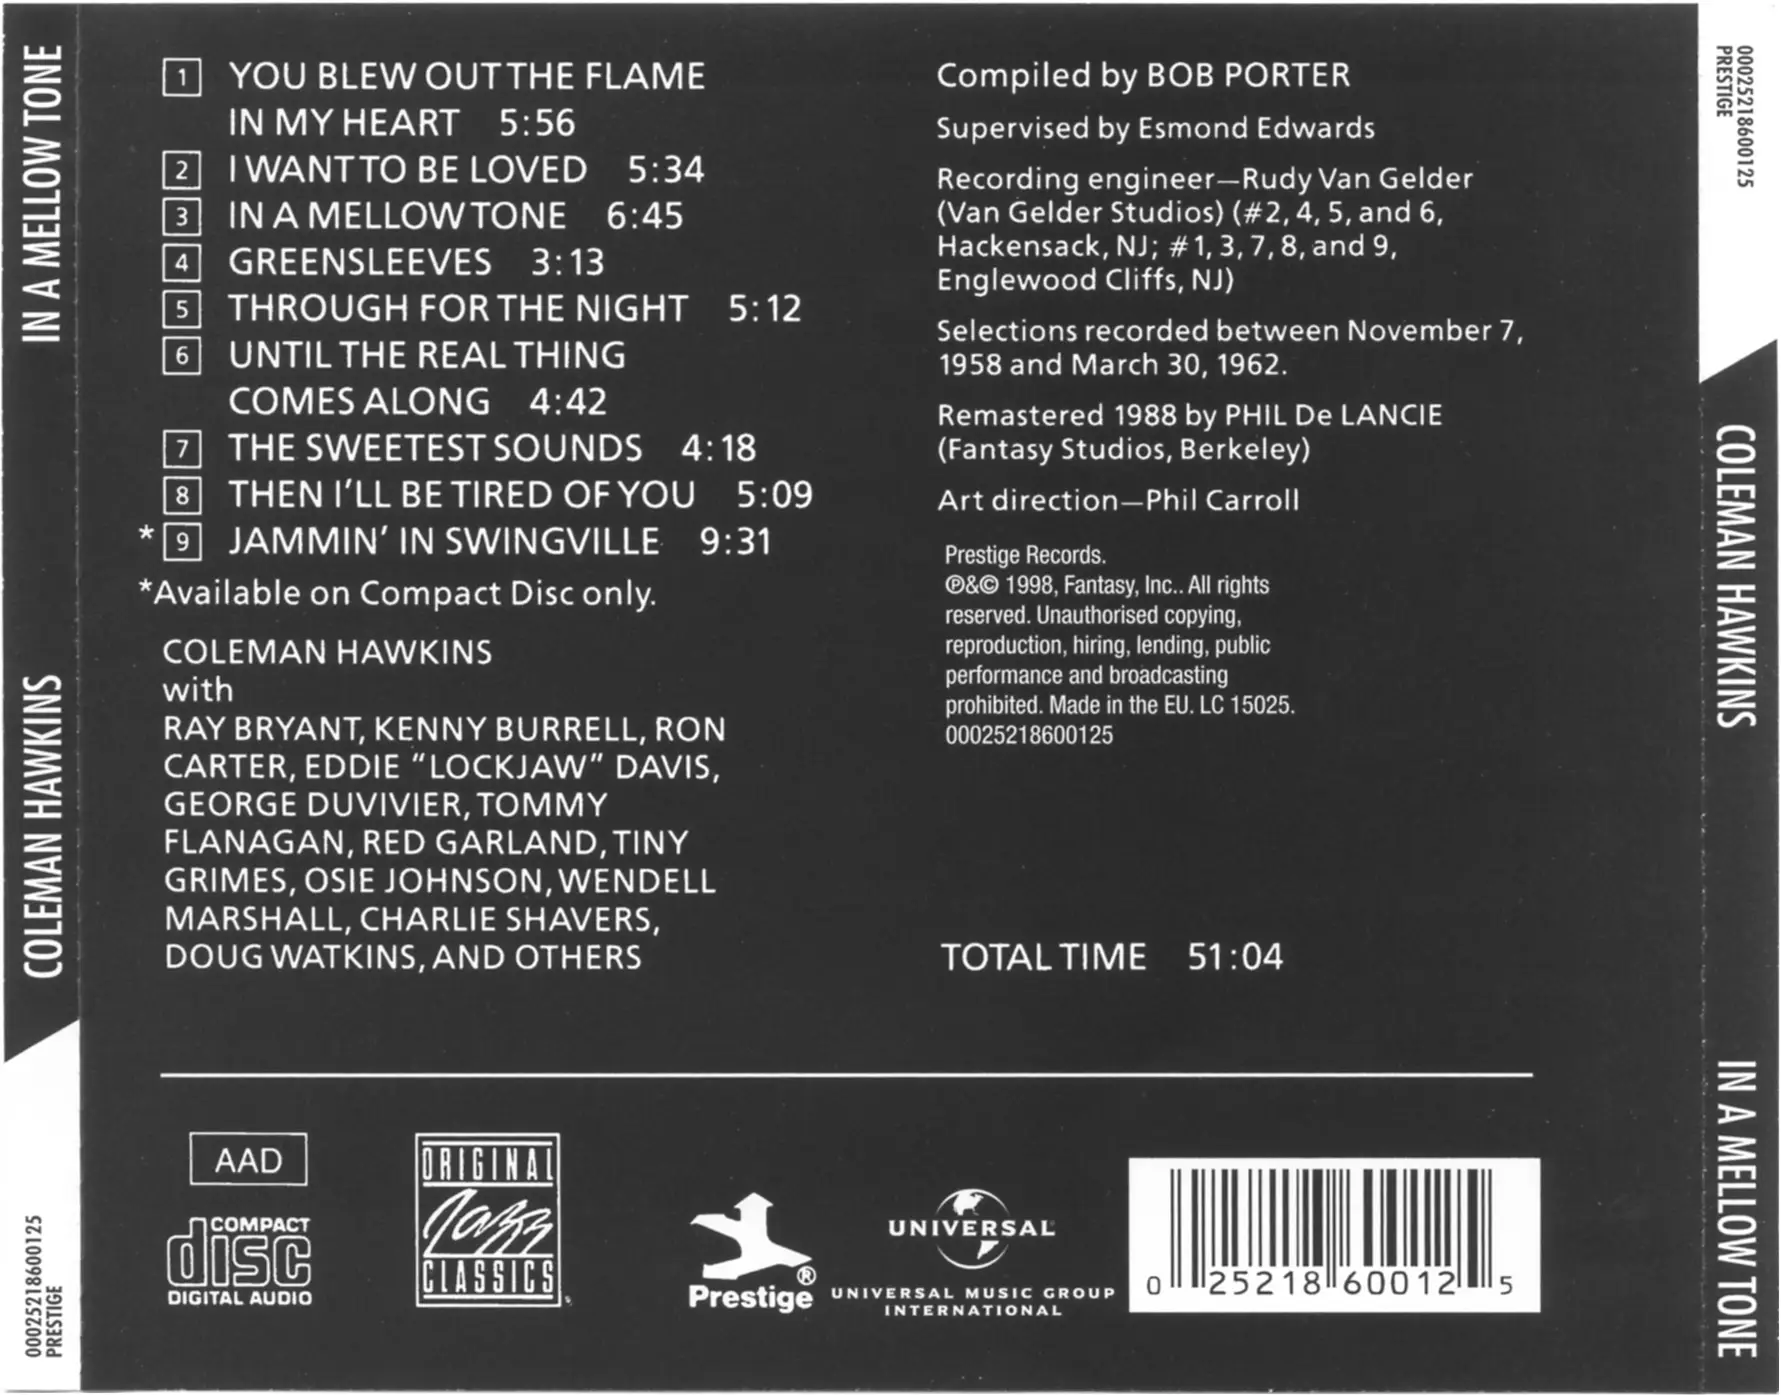 IN A MELLOW TONE
COLEMAN HAWKINS
00025218600125
PRESTIGE
1 YOU BLEW OUT THE FLAME
IN MY HEART 5:56
2 I WANT TO BE LOVED 5:34
3 IN A MELLOW TONE 6:45
4 GREENSLEEVES 3:13
5 THROUGH FOR THE NIGHT 5:12
6 UNTIL THE REAL THING
COMES ALONG 4:42
7 THE SWEETEST SOUNDS 4:18
8 THEN I'LL BE TIRED OF YOU 5:09
* 9 JAMMIN' IN SWINGVILLE 9:31
*Available on Compact Disc only.
COLEMAN HAWKINS
with
RAY BRYANT, KENNY BURRELL, RON
CARTER, EDDIE "LOCKJAW" DAVIS,
GEORGE DUVIVIER, TOMMY
FLANAGAN, RED GARLAND, TINY
GRIMES, OSIE JOHNSON, WENDELL
MARSHALL, CHARLIE SHAVERS,
DOUG WATKINS, AND OTHERS
Compiled by BOB PORTER
Supervised by Esmond Edwards
Recording engineer—Rudy Van Gelder
(Van Gelder Studios) (#2, 4, 5, and 6,
Hackensack, NJ; #1, 3, 7, 8, and 9,
Englewood Cliffs, NJ)
Selections recorded between November 7,
1958 and March 30, 1962.
Remastered 1988 by PHIL De LANCIE
(Fantasy Studios, Berkeley)
Art direction—Phil Carroll
Prestige Records.
℗&© 1998, Fantasy, Inc.. All rights
reserved. Unauthorised copying,
reproduction, hiring, lending, public
performance and broadcasting
prohibited. Made in the EU. LC 15025.
00025218600125
TOTAL TIME 51:04
AAD
COMPACT
disc
DIGITAL AUDIO
ORIGINAL
Jazz
CLASSICS
Prestige®
UNIVERSAL
UNIVERSAL MUSIC GROUP
INTERNATIONAL
0 25218 60012 5
00025218600125
PRESTIGE
COLEMAN HAWKINS
IN A MELLOW TONE